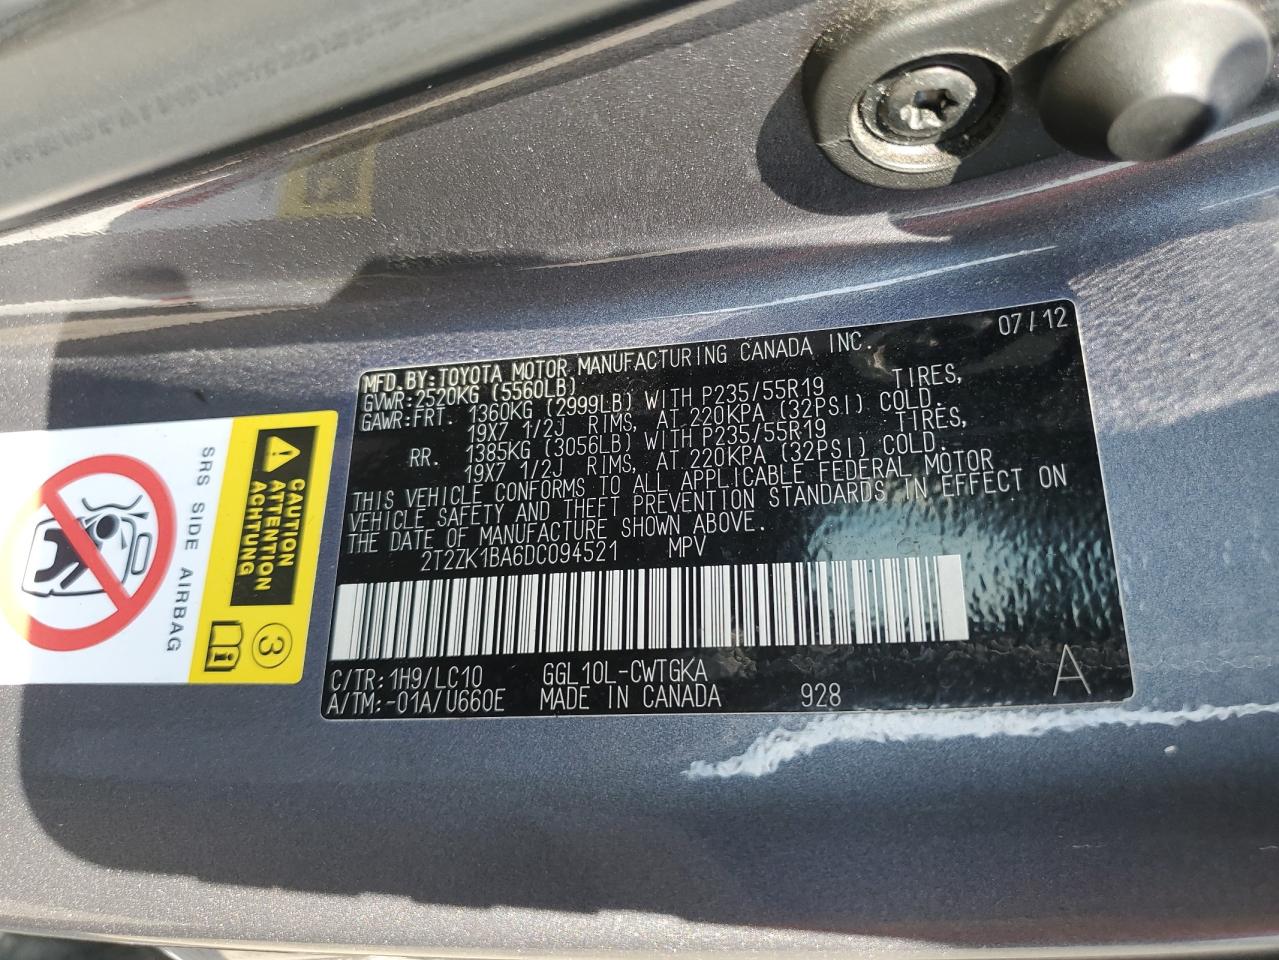 MFD.BY:TOYOTA MOTOR MANUFACTURING CANADA INC. 07/12
GVWR:2520KG (5560LB)
GAWR:FRT. 1360KG (2999LB) WITH P235/55R19 TIRES,
19X7 1/2J RIMS, AT 220KPA (32PSI) COLD.
RR. 1385KG (3056LB) WITH P235/55R19 TIRES,
19X7 1/2J RIMS, AT 220KPA (32PSI) COLD.
THIS VEHICLE CONFORMS TO ALL APPLICABLE FEDERAL MOTOR
VEHICLE SAFETY AND THEFT PREVENTION STANDARDS IN EFFECT ON
THE DATE OF MANUFACTURE SHOWN ABOVE.
2T2ZK1BA6DC094521 MPV
C/TR:1H9/LC10 GGL10L-CWTGKA
A/TM:-01A/U660E MADE IN CANADA 928 A
CAUTION
ATTENTION
ACHTUNG
3
i
SRS SIDE AIRBAG